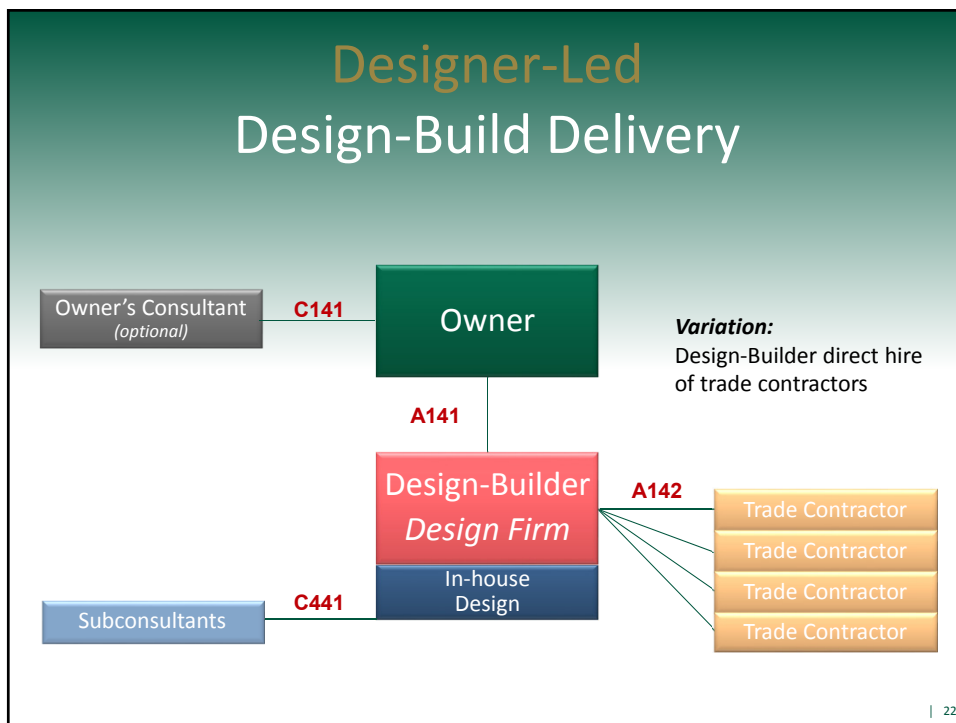 Designer-Led
Design-Build Delivery
Owner's Consultant
(optional)
C141
Owner
Variation:
Design-Builder direct hire
of trade contractors
A141
Design-Builder
Design Firm
A142
Trade Contractor
Trade Contractor
Trade Contractor
Trade Contractor
In-house
Design
C441
Subconsultants
| 22